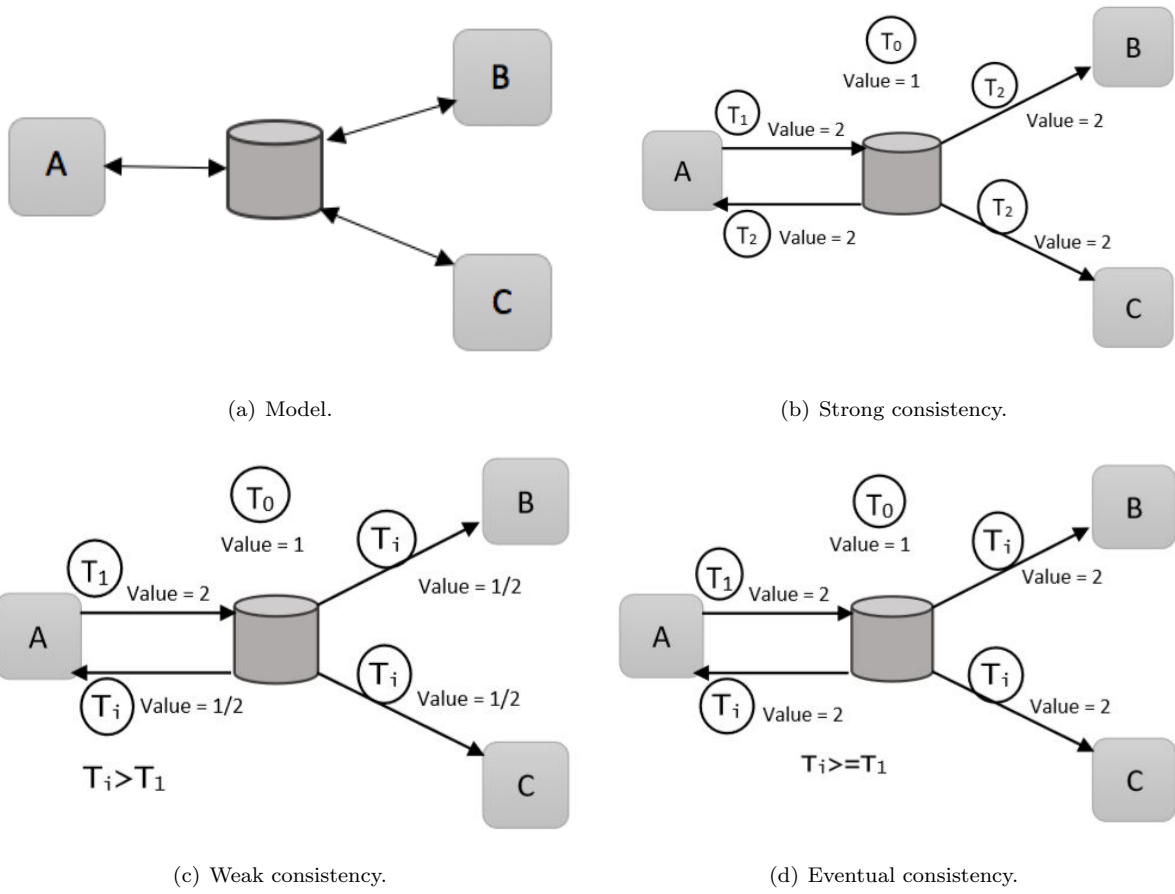 A
B
C
(a) Model.
T0
Value = 1
T1
Value = 2
T2
Value = 2
A
B
T2
Value = 2
T2
Value = 2
C
(b) Strong consistency.
T0
Value = 1
Ti
B
Value = 1/2
T1
Value = 2
A
Ti
Value = 1/2
Ti
Value = 1/2
Ti>T1
C
(c) Weak consistency.
T0
Value = 1
Ti
B
Value = 2
T1
Value = 2
A
Ti
Value = 2
Ti
Value = 2
Ti>=T1
C
(d) Eventual consistency.